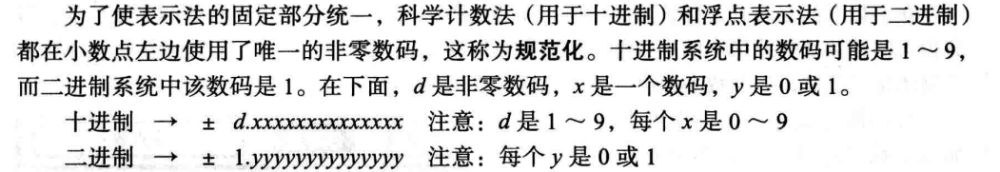 为了使表示法的固定部分统一，科学计数法（用于十进制）和浮点表示法（用于二进制）
都在小数点左边使用了唯一的非零数码，这称为规范化。十进制系统中的数码可能是1～9，
而二进制系统中该数码是1。在下面，d是非零数码，x是一个数码，y是0或1。
十进制 → ± d.xxxxxxxxxxxxxx 注意：d是1～9，每个x是0～9
二进制 → ± 1.yyyyyyyyyyyyyy 注意：每个y是0或1